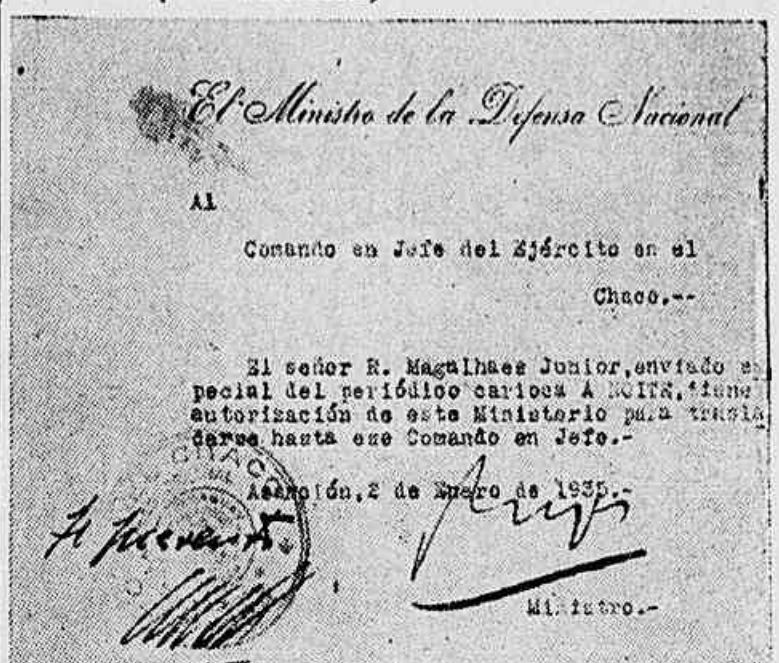 El Ministro de la Defensa Nacional
Al
Comando en Jefe del Ejército en el
Chaco.--
El señor R. Magalhaes Junior,enviado es
pecial del periódico carioca A NOITE, tiene
autorización de este Ministerio para trasla
darse hasta ese Comando en Jefe.-
CHACO
Asunción,2 de Enero de 1935.-
Ministro.-